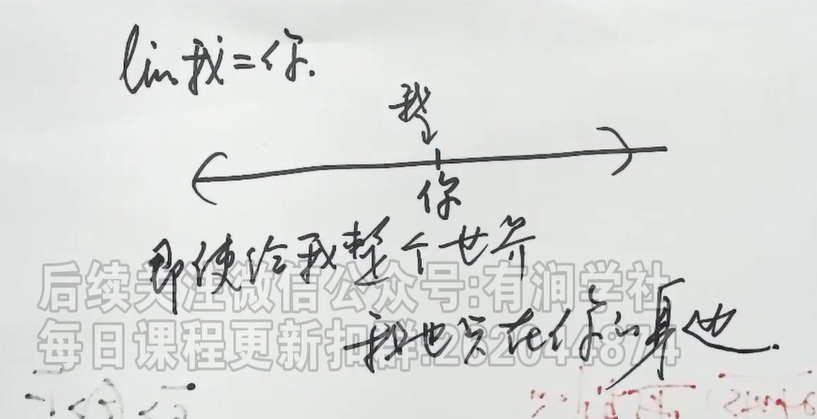 lim 我=你.
我
你
即使给我整个世界
我也只在你的身边.
后续关注微信公众号:有润学社
每日课程更新扣群:2820448